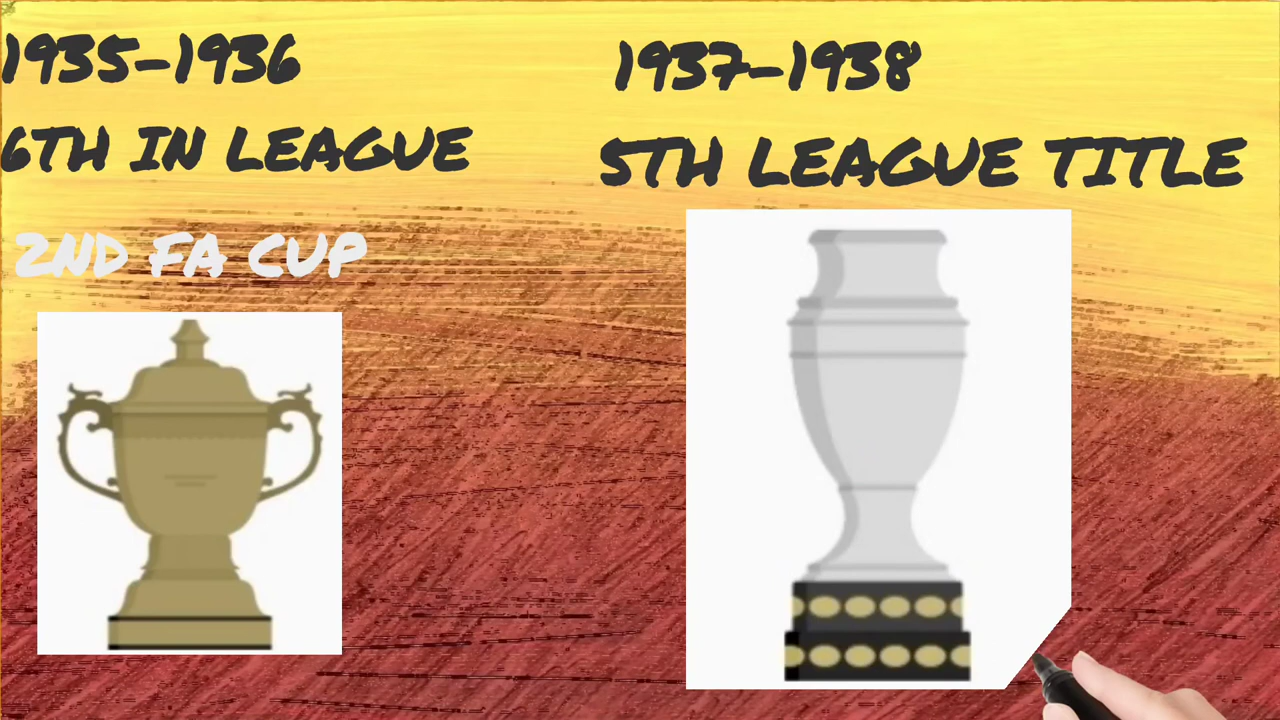 1935-1936
6TH IN LEAGUE
2ND FA CUP
1937-1938
5TH LEAGUE TITLE